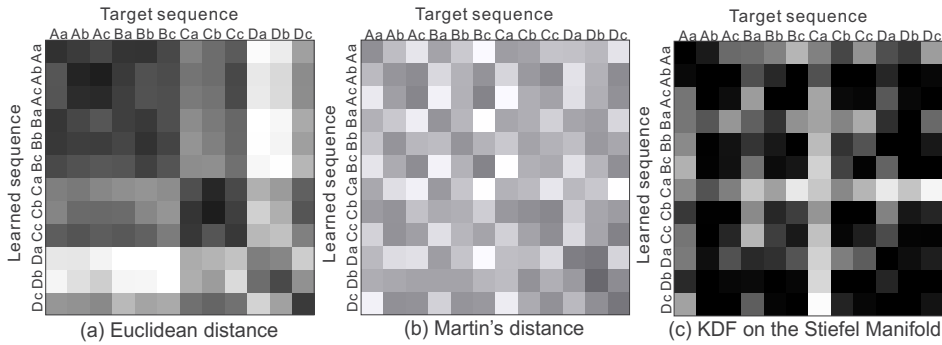 Target sequence
Aa Ab Ac Ba Bb Bc Ca Cb Cc Da Db Dc
Learned sequence
Aa
Ab
Ac
Ba
Bb
Bc
Ca
Cb
Cc
Da
Db
Dc
(a) Euclidean distance
Target sequence
Aa Ab Ac Ba Bb Bc Ca Cb Cc Da Db Dc
Learned sequence
Aa
Ab
Ac
Ba
Bb
Bc
Ca
Cb
Cc
Da
Db
Dc
(b) Martin's distance
Target sequence
Aa Ab Ac Ba Bb Bc Ca Cb Cc Da Db Dc
Learned sequence
Aa
Ab
Ac
Ba
Bb
Bc
Ca
Cb
Cc
Da
Db
Dc
(c) KDF on the Stiefel Manifold